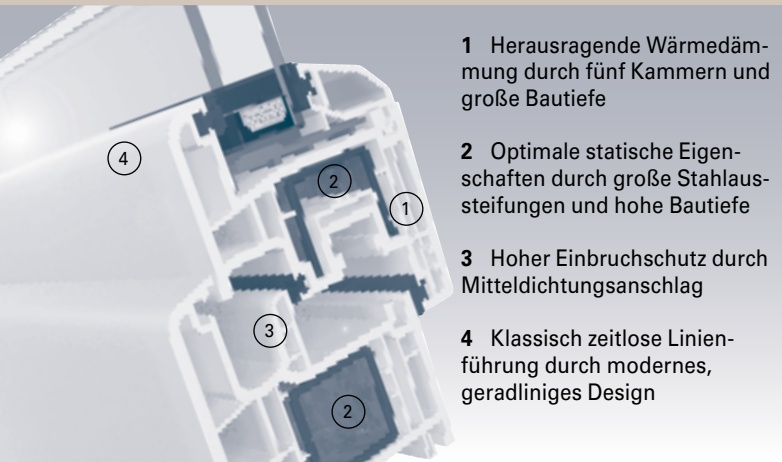 1 Herausragende Wärmedäm-
mung durch fünf Kammern und
große Bautiefe
2 Optimale statische Eigen-
schaften durch große Stahlaus-
steifungen und hohe Bautiefe
3 Hoher Einbruchschutz durch
Mitteldichtungsanschlag
4 Klassisch zeitlose Linien-
führung durch modernes,
geradliniges Design
4
2
1
3
2